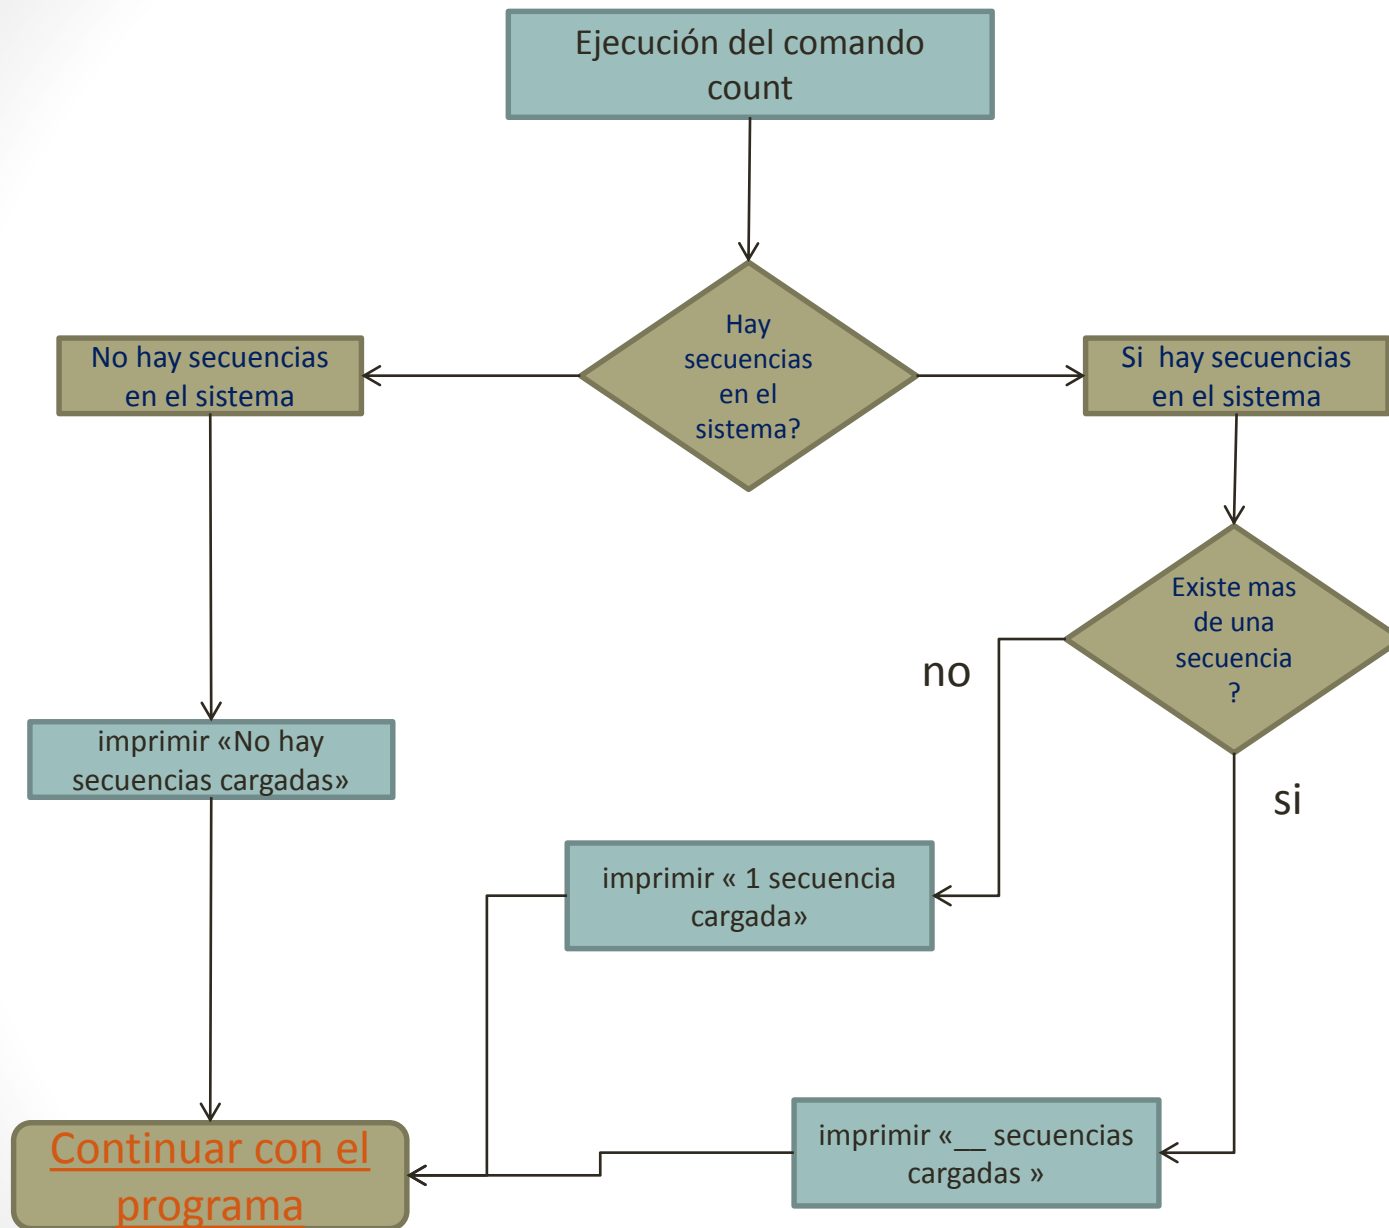 Ejecución del comando
count
Hay
secuencias
en el
sistema?
No hay secuencias
en el sistema
Si hay secuencias
en el sistema
Existe mas
de una
secuencia
?
no
si
imprimir «No hay
secuencias cargadas»
imprimir « 1 secuencia
cargada»
imprimir «__ secuencias
cargadas »
Continuar con el
programa